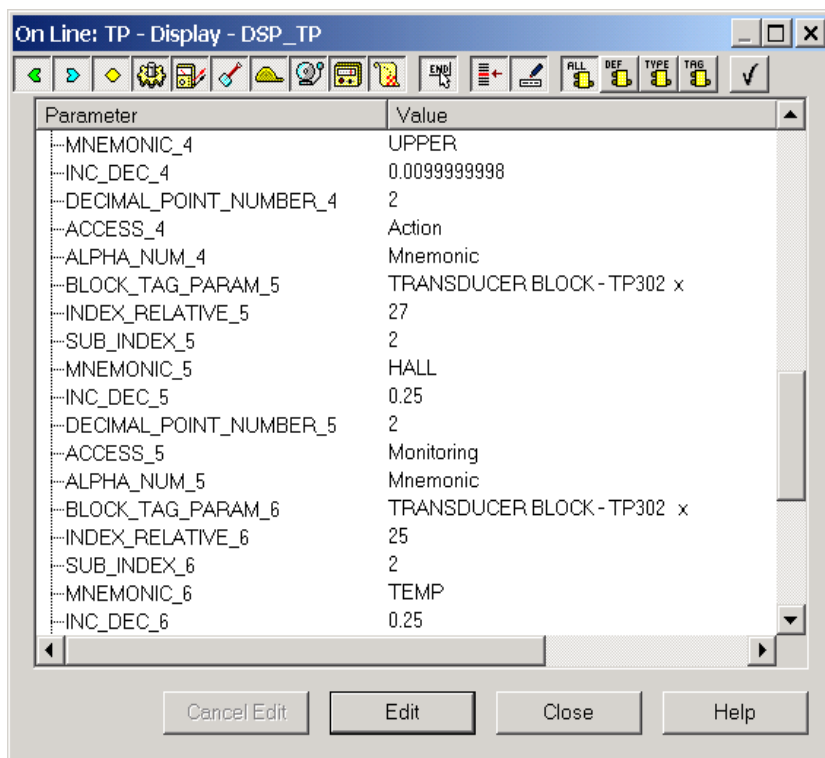 On Line: TP - Display - DSP_TP
END ALL DEF TYPE TAG
Parameter Value
MNEMONIC_4 UPPER
INC_DEC_4 0.0099999998
DECIMAL_POINT_NUMBER_4 2
ACCESS_4 Action
ALPHA_NUM_4 Mnemonic
BLOCK_TAG_PARAM_5 TRANSDUCER BLOCK - TP302 x
INDEX_RELATIVE_5 27
SUB_INDEX_5 2
MNEMONIC_5 HALL
INC_DEC_5 0.25
DECIMAL_POINT_NUMBER_5 2
ACCESS_5 Monitoring
ALPHA_NUM_5 Mnemonic
BLOCK_TAG_PARAM_6 TRANSDUCER BLOCK - TP302 x
INDEX_RELATIVE_6 25
SUB_INDEX_6 2
MNEMONIC_6 TEMP
INC_DEC_6 0.25
Cancel Edit Edit Close Help